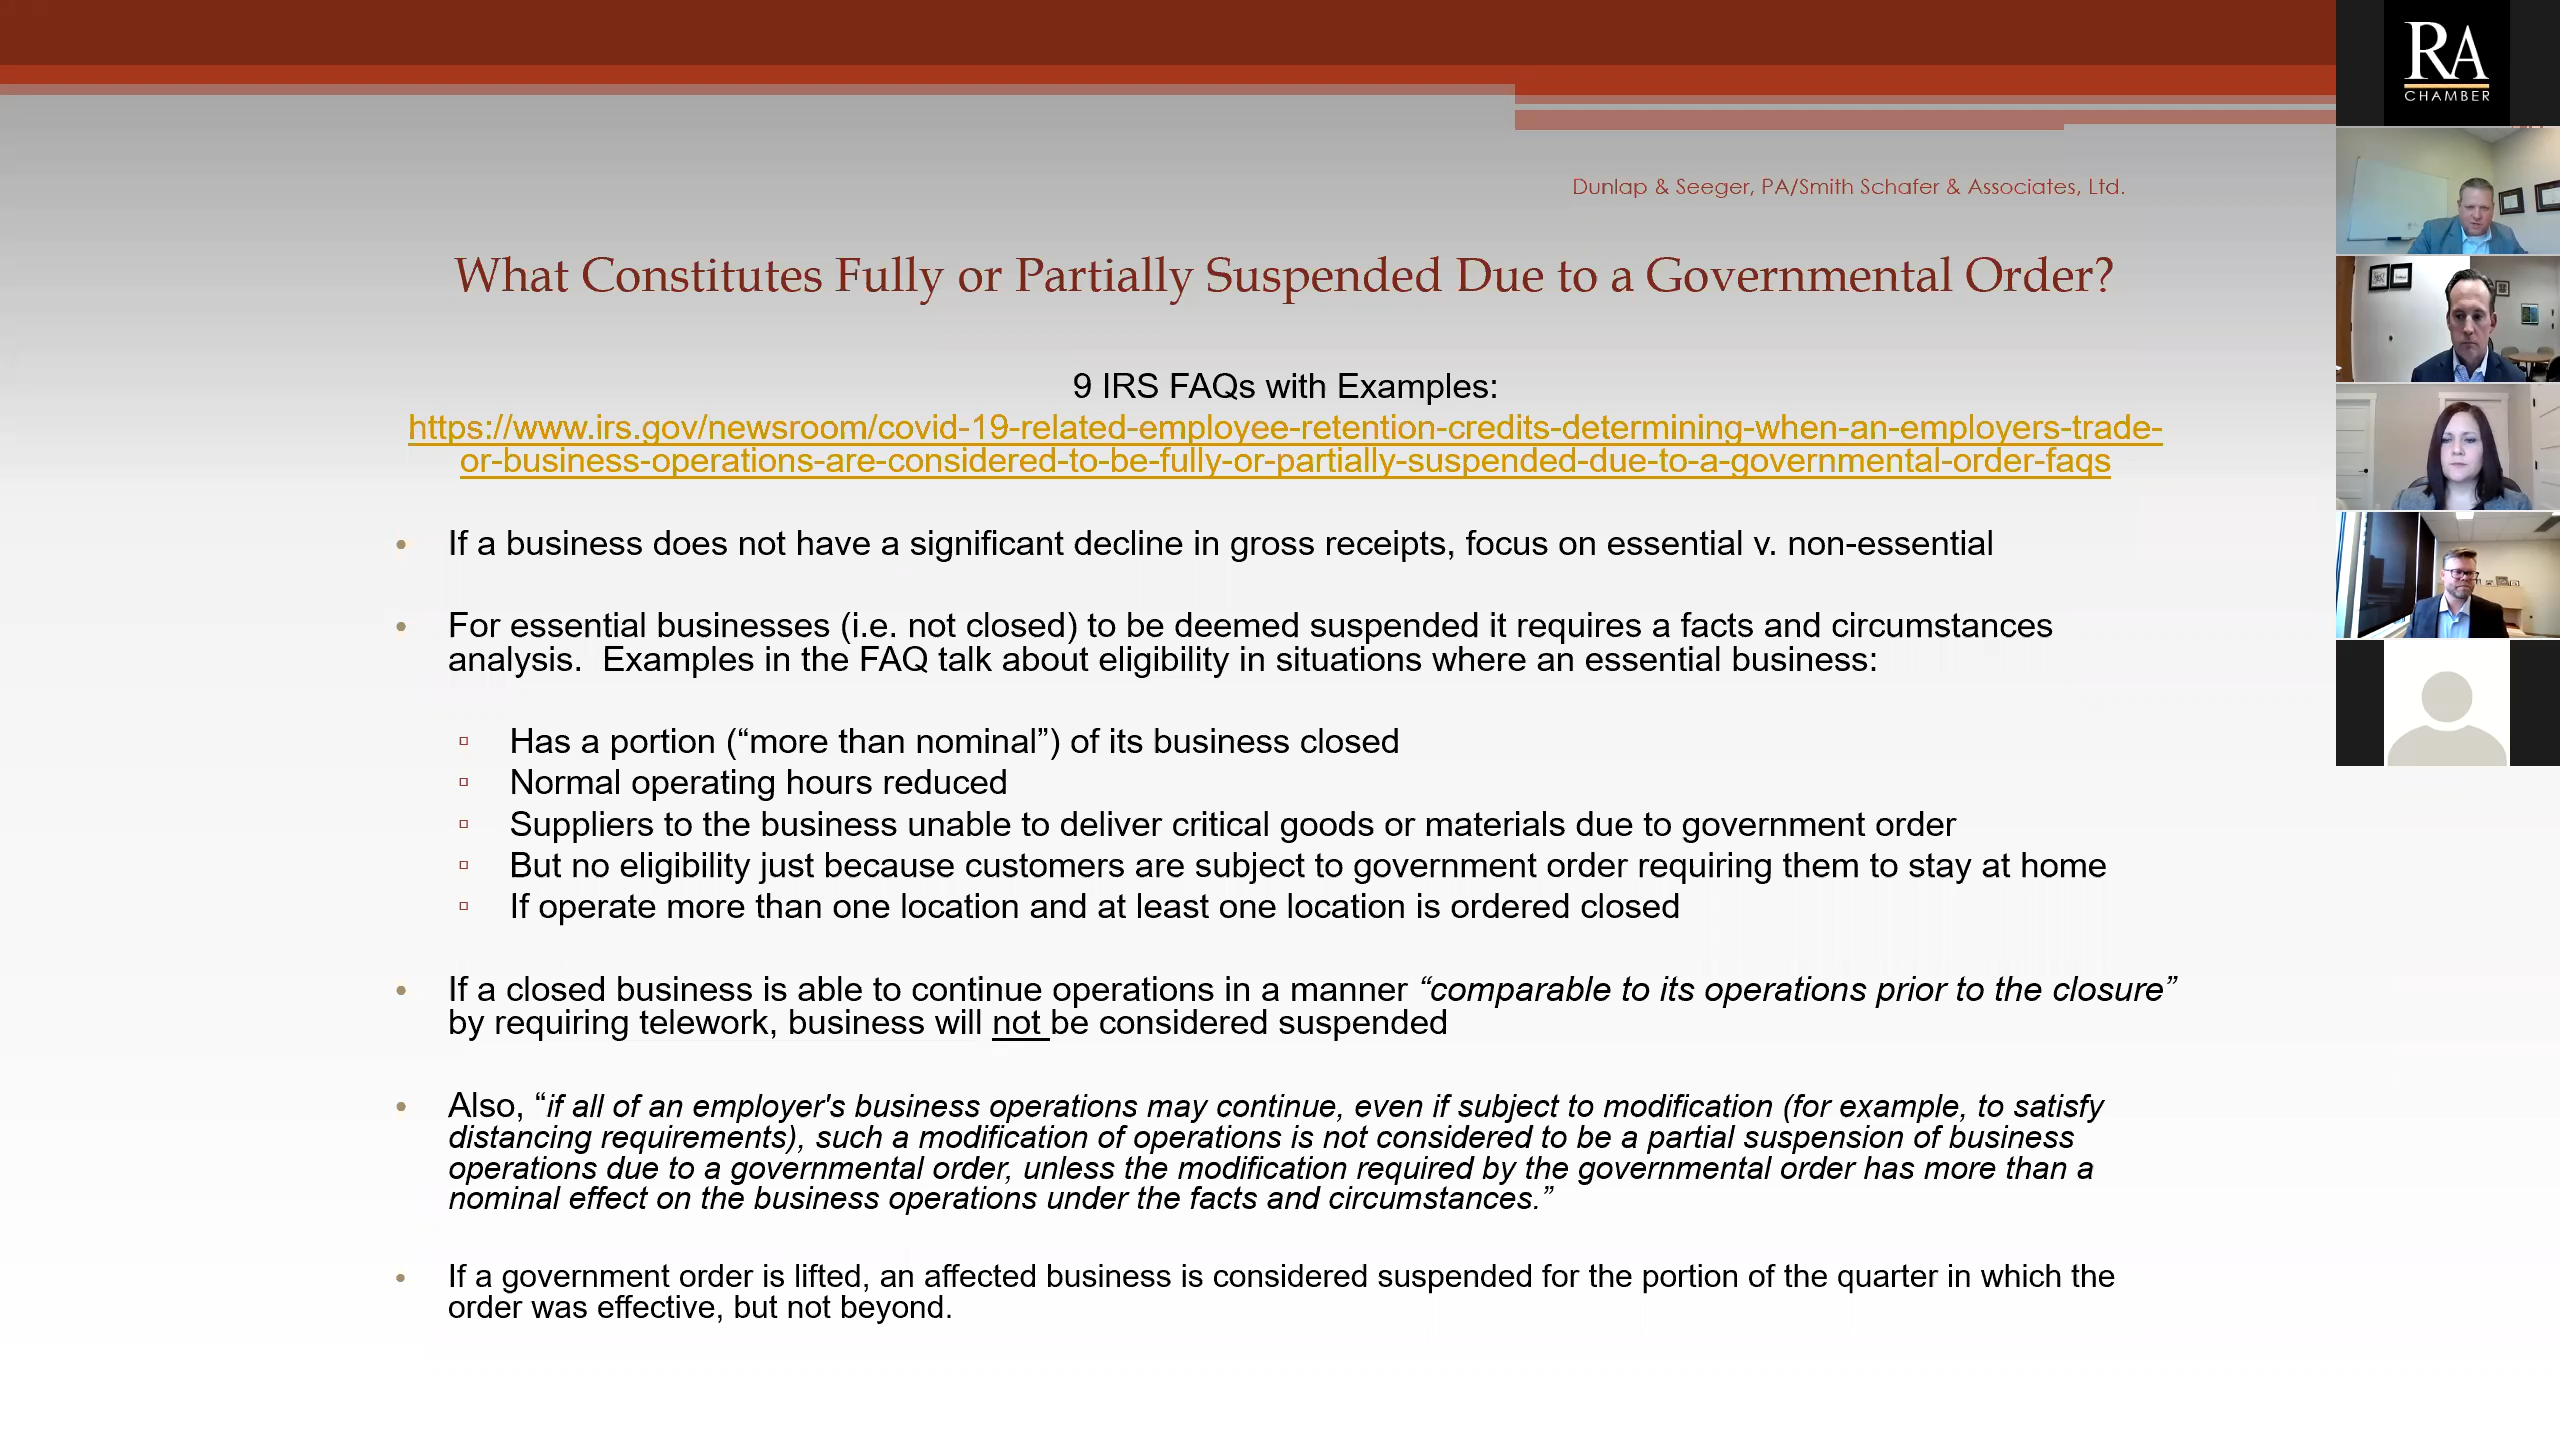 RA
CHAMBER
Dunlap & Seeger, PA/Smith Schafer & Associates, Ltd.
What Constitutes Fully or Partially Suspended Due to a Governmental Order?
9 IRS FAQs with Examples:
https://www.irs.gov/newsroom/covid-19-related-employee-retention-credits-determining-when-an-employers-trade-
or-business-operations-are-considered-to-be-fully-or-partially-suspended-due-to-a-governmental-order-faqs
• If a business does not have a significant decline in gross receipts, focus on essential v. non-essential
• For essential businesses (i.e. not closed) to be deemed suspended it requires a facts and circumstances
analysis.  Examples in the FAQ talk about eligibility in situations where an essential business:
▫ Has a portion (“more than nominal”) of its business closed
▫ Normal operating hours reduced
▫ Suppliers to the business unable to deliver critical goods or materials due to government order
▫ But no eligibility just because customers are subject to government order requiring them to stay at home
▫ If operate more than one location and at least one location is ordered closed
• If a closed business is able to continue operations in a manner “comparable to its operations prior to the closure”
by requiring telework, business will not be considered suspended
• Also, “if all of an employer's business operations may continue, even if subject to modification (for example, to satisfy
distancing requirements), such a modification of operations is not considered to be a partial suspension of business
operations due to a governmental order, unless the modification required by the governmental order has more than a
nominal effect on the business operations under the facts and circumstances.”
• If a government order is lifted, an affected business is considered suspended for the portion of the quarter in which the
order was effective, but not beyond.